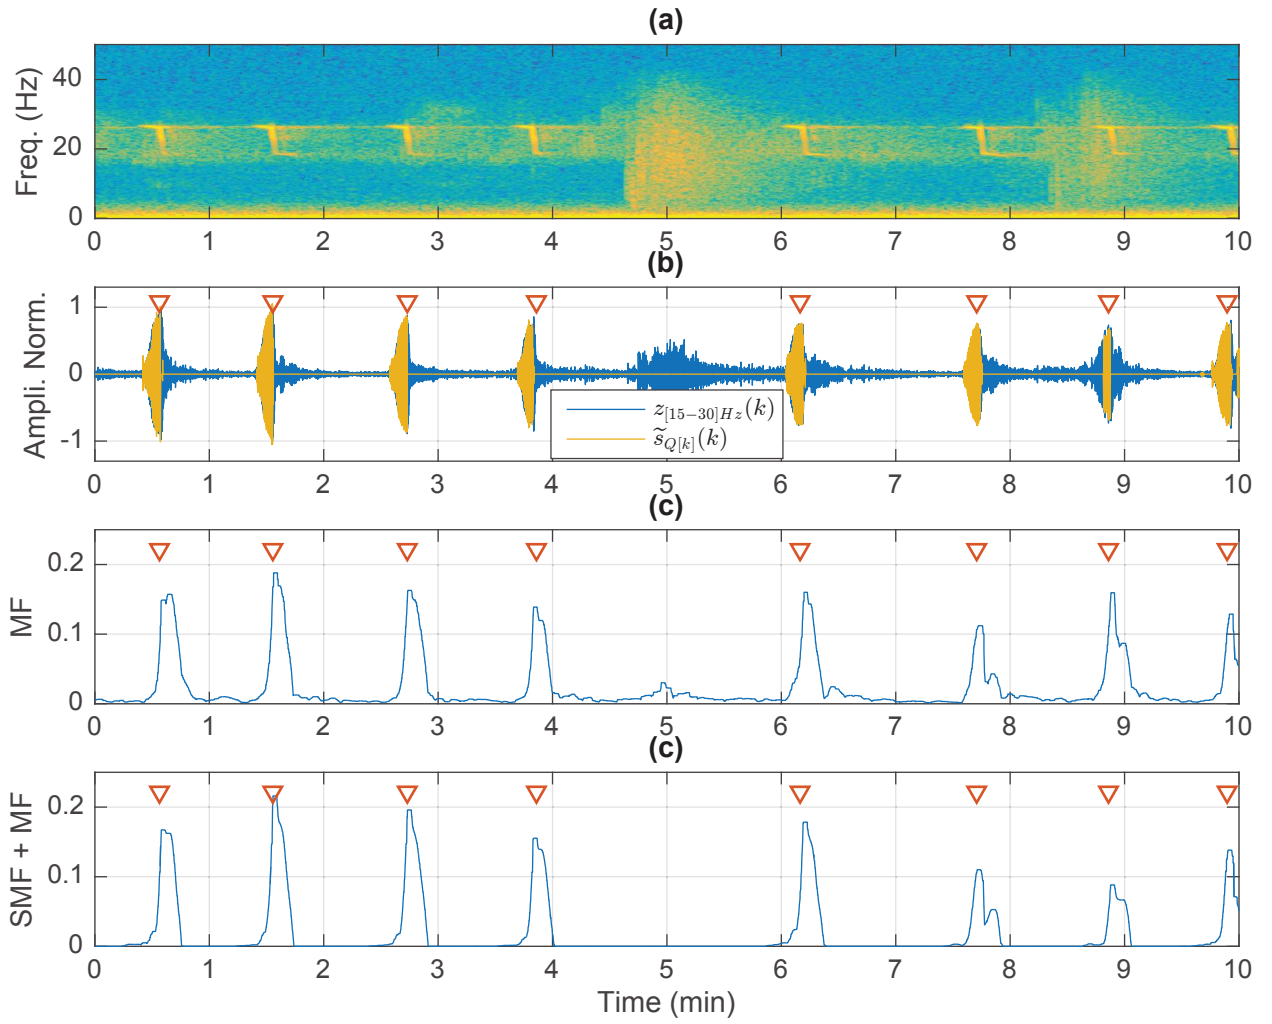 (a)
Freq. (Hz)
40
20
0
0 1 2 3 4 5 6 7 8 9 10
(b)
Ampli. Norm.
1
0
-1
z[15−30]Hz(k)
s̃Q[k](k)
0 1 2 3 4 5 6 7 8 9 10
(c)
MF
0.2
0.1
0
0 1 2 3 4 5 6 7 8 9 10
(c)
SMF + MF
0.2
0.1
0
0 1 2 3 4 5 6 7 8 9 10
Time (min)